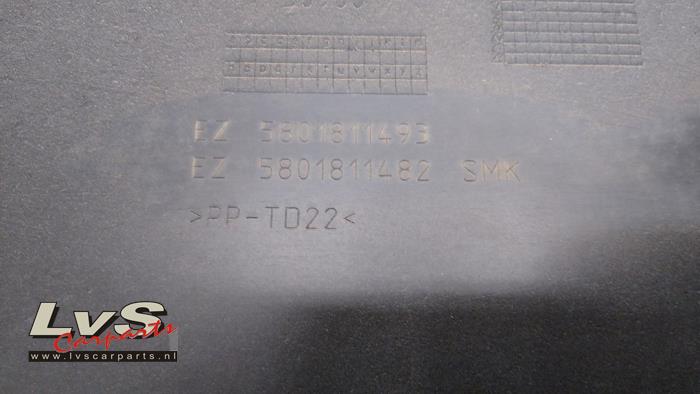 EZ 5801811493
EZ 5801811482 SMK
>PP-TD22<
LvS
Carparts
www.lvscarparts.nl